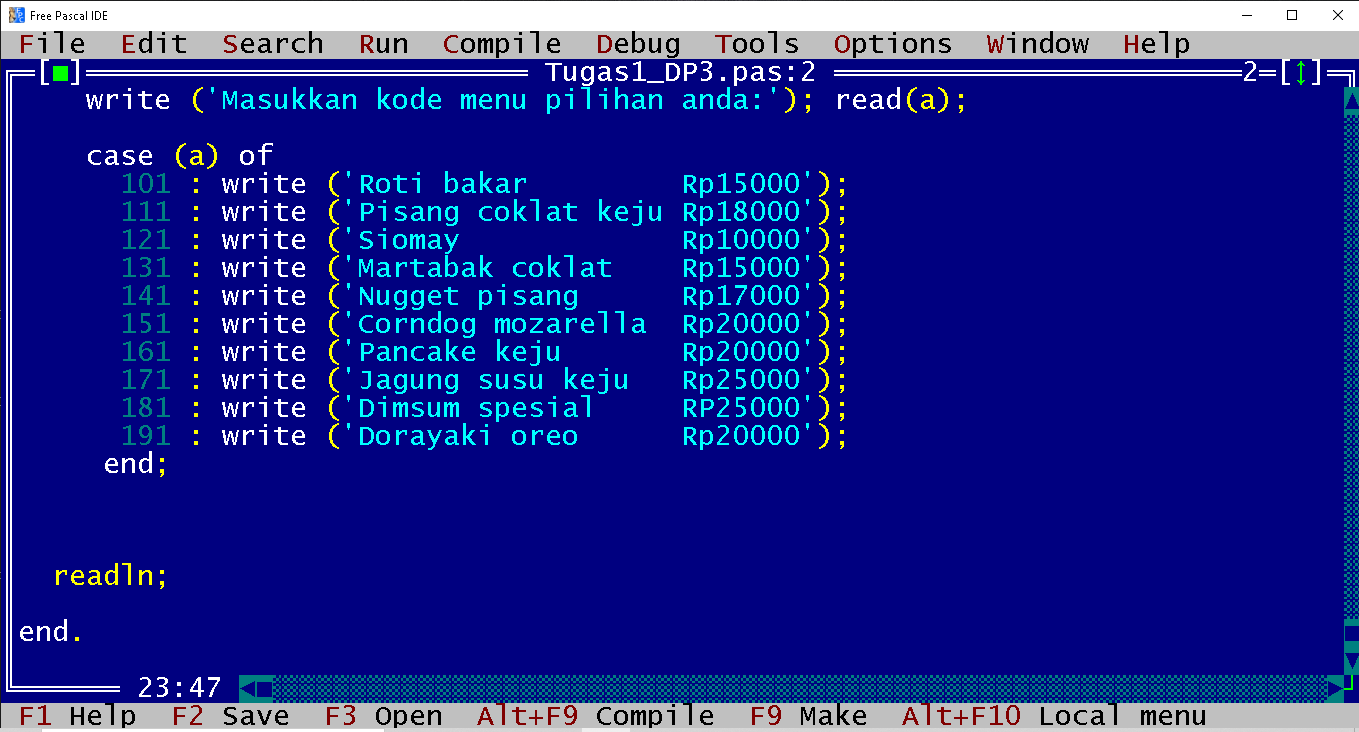 Free Pascal IDE
File Edit Search Run Compile Debug Tools Options Window Help
[■] Tugas1_DP3.pas:2 2=[↕]
write ('Masukkan kode menu pilihan anda:'); read(a);
case (a) of
101 : write ('Roti bakar         Rp15000');
111 : write ('Pisang coklat keju Rp18000');
121 : write ('Siomay             Rp10000');
131 : write ('Martabak coklat    Rp15000');
141 : write ('Nugget pisang      Rp17000');
151 : write ('Corndog mozarella  Rp20000');
161 : write ('Pancake keju       Rp20000');
171 : write ('Jagung susu keju   Rp25000');
181 : write ('Dimsum spesial     RP25000');
191 : write ('Dorayaki oreo      Rp20000');
end;
readln;
end.
23:47
F1 Help F2 Save F3 Open Alt+F9 Compile F9 Make Alt+F10 Local menu